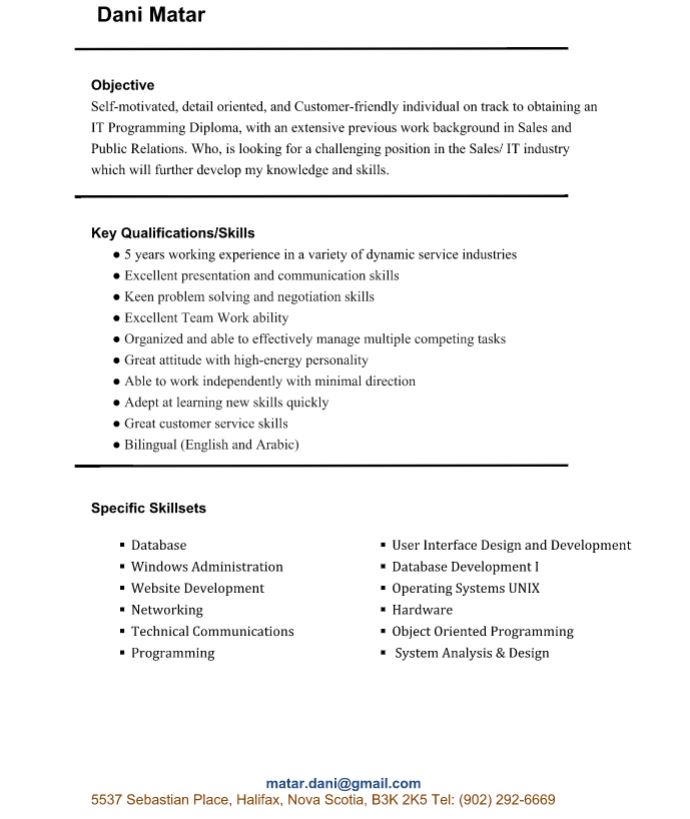 Dani Matar
Objective
Self-motivated, detail oriented, and Customer-friendly individual on track to obtaining an
IT Programming Diploma, with an extensive previous work background in Sales and
Public Relations. Who, is looking for a challenging position in the Sales/ IT industry
which will further develop my knowledge and skills.
Key Qualifications/Skills
● 5 years working experience in a variety of dynamic service industries
● Excellent presentation and communication skills
● Keen problem solving and negotiation skills
● Excellent Team Work ability
● Organized and able to effectively manage multiple competing tasks
● Great attitude with high-energy personality
● Able to work independently with minimal direction
● Adept at learning new skills quickly
● Great customer service skills
● Bilingual (English and Arabic)
Specific Skillsets
▪ Database
▪ Windows Administration
▪ Website Development
▪ Networking
▪ Technical Communications
▪ Programming
▪ User Interface Design and Development
▪ Database Development I
▪ Operating Systems UNIX
▪ Hardware
▪ Object Oriented Programming
▪ System Analysis & Design
matar.dani@gmail.com
5537 Sebastian Place, Halifax, Nova Scotia, B3K 2K5 Tel: (902) 292-6669